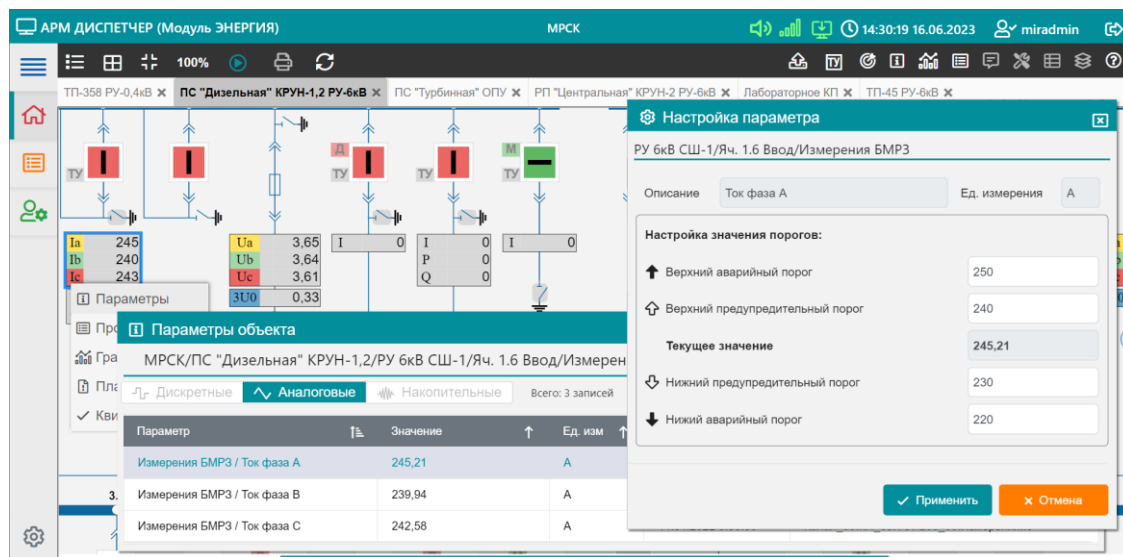 АРМ ДИСПЕТЧЕР (Модуль ЭНЕРГИЯ) МРСК 14:30:19 16.06.2023 miradmin
100% ТУ
ТП-358 РУ-0,4кВ ПС "Дизельная" КРУН-1,2 РУ-6кВ ПС "Турбинная" ОПУ РП "Центральная" КРУН-2 РУ-6кВ Лабораторное КП ТП-45 РУ-6кВ
Настройка параметра
РУ 6кВ СШ-1/Яч. 1.6 Ввод/Измерения БМРЗ
Описание Ток фаза А Ед. измерения А
Настройка значения порогов:
Верхний аварийный порог 250
Верхний предупредительный порог 240
Текущее значение 245,21
Нижний предупредительный порог 230
Нижий аварийный порог 220
Применить Отмена
Д М
ТУ ТУ ТУ ТУ
Ia 245 Ua 3,65 I 0 I 0 I 0
Ib 240 Ub 3,64 P 0
Ic 243 Uc 3,61 Q 0
3U0 0,33
Параметры
Про
Гра
Пла
Кви
Параметры объекта
МРСК/ПС "Дизельная" КРУН-1,2/РУ 6кВ СШ-1/Яч. 1.6 Ввод/Измерен
Дискретные Аналоговые Накопительные Всего: 3 записей
Параметр Значение Ед. изм
Измерения БМРЗ / Ток фаза А 245,21 А
Измерения БМРЗ / Ток фаза В 239,94 А
Измерения БМРЗ / Ток фаза С 242,58 А
3.